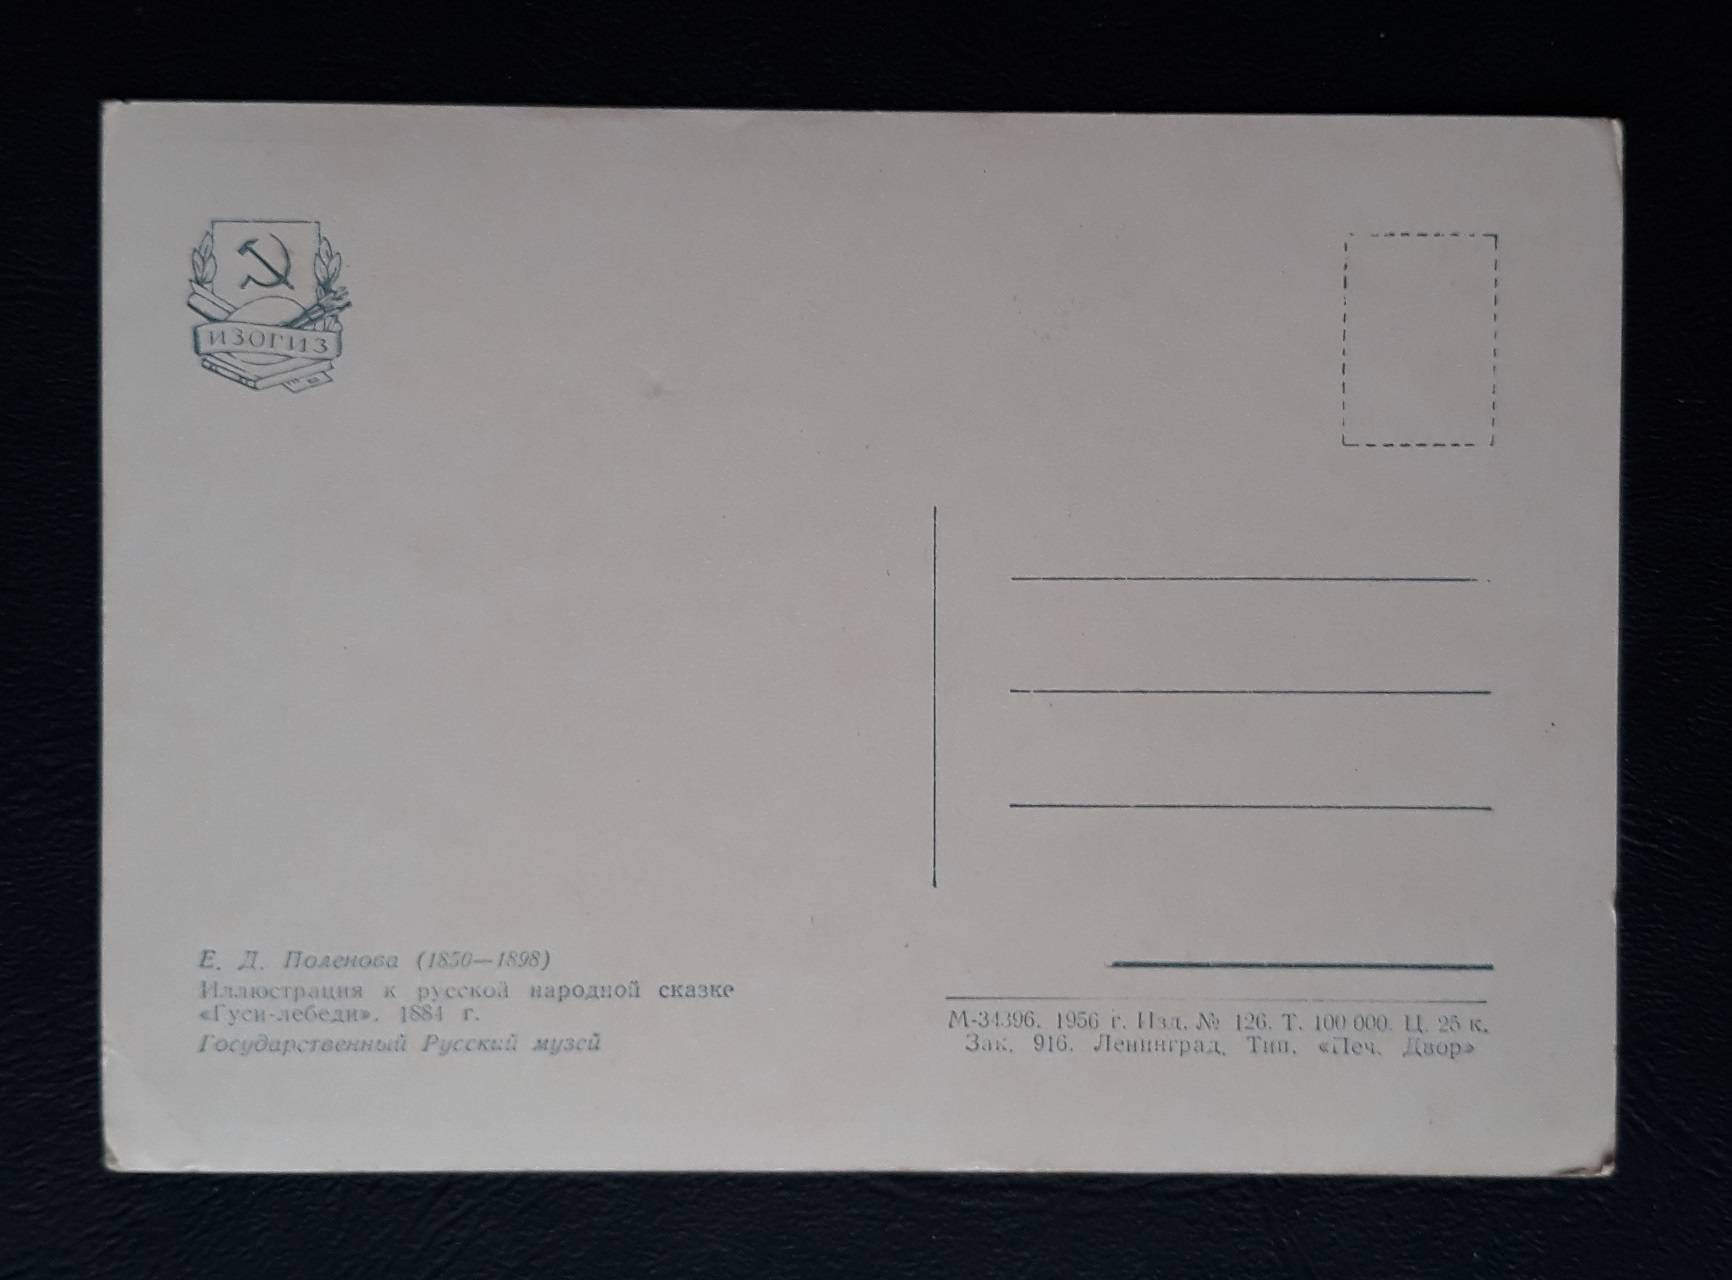 ИЗОГИЗ
Е. Д. Поленова (1850—1898)
Иллюстрация к русской народной сказке
«Гуси-лебеди». 1884 г.
Государственный Русский музей
М-34396. 1956 г. Изд. № 126. Т. 100 000. Ц. 25 к.
Зак. 916. Ленинград, Тип. «Печ. Двор»